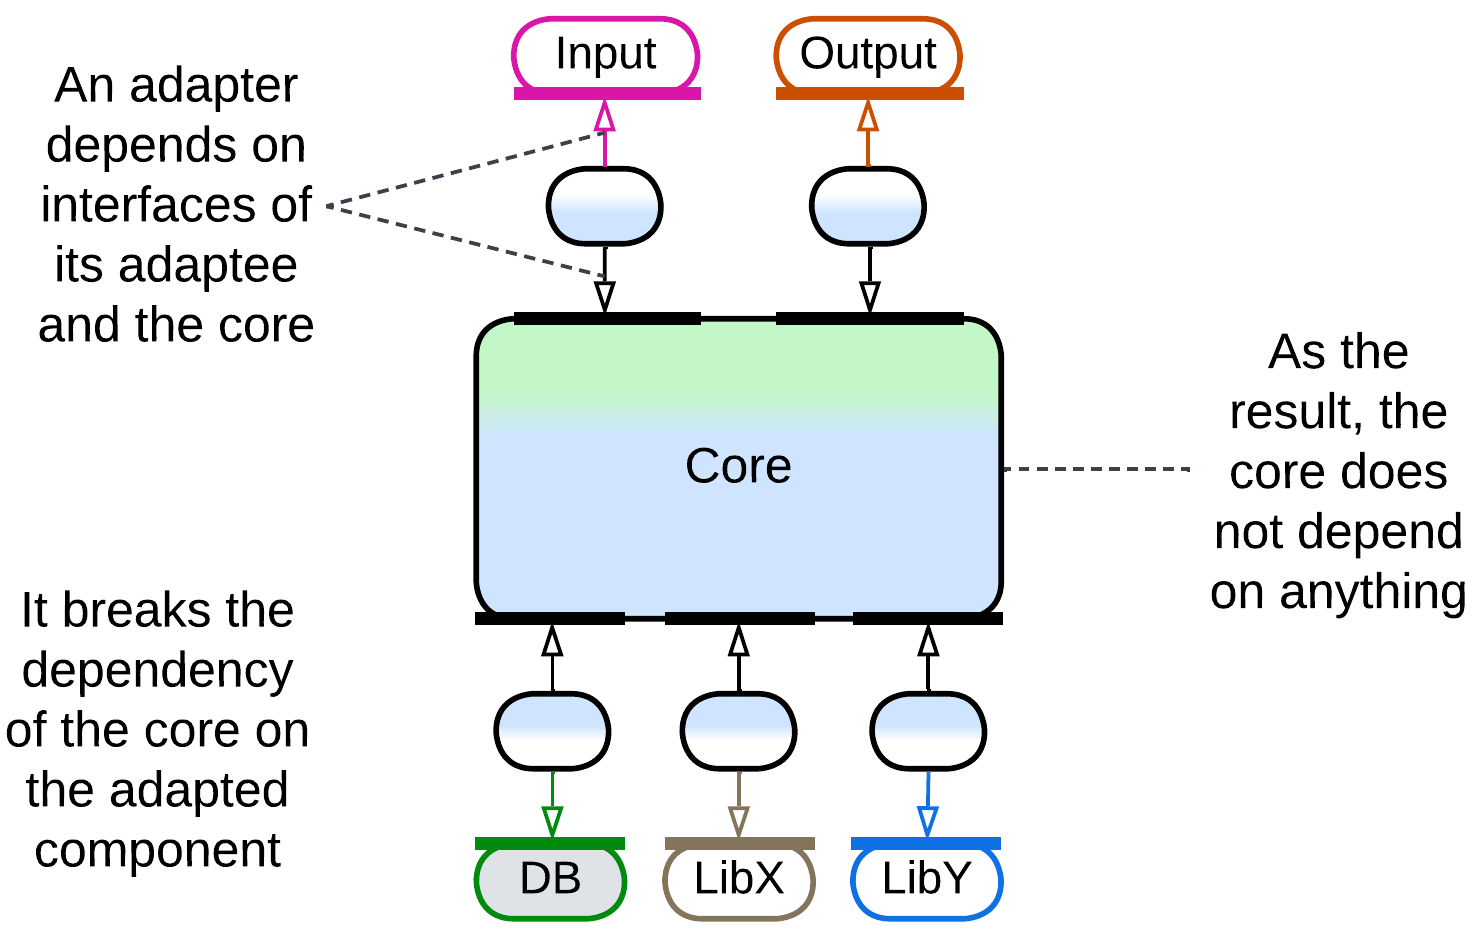 Input
Output
An adapter
depends on
interfaces of
its adaptee
and the core
As the
result, the
core does
not depend
on anything
Core
It breaks the
dependency
of the core on
the adapted
component
DB
LibX
LibY